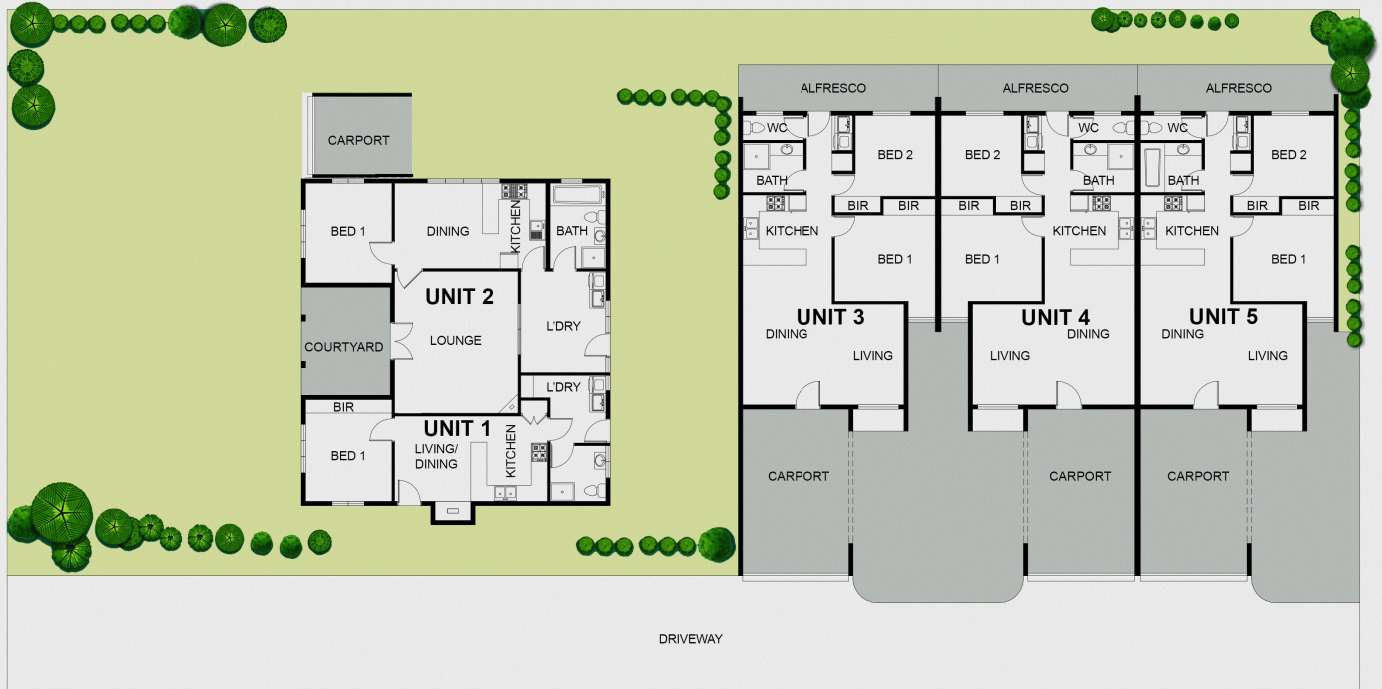 CARPORT
BED 1
DINING
KITCHEN
BATH
UNIT 2
LOUNGE
L'DRY
COURTYARD
BIR
L'DRY
UNIT 1
LIVING/
DINING
KITCHEN
BED 1
ALFRESCO
WC
BED 2
BATH
BIR
BIR
KITCHEN
BED 1
UNIT 3
DINING
LIVING
CARPORT
ALFRESCO
WC
BED 2
BATH
BIR
BIR
KITCHEN
BED 1
UNIT 4
DINING
LIVING
CARPORT
ALFRESCO
WC
BED 2
BATH
BIR
BIR
KITCHEN
BED 1
UNIT 5
DINING
LIVING
CARPORT
DRIVEWAY